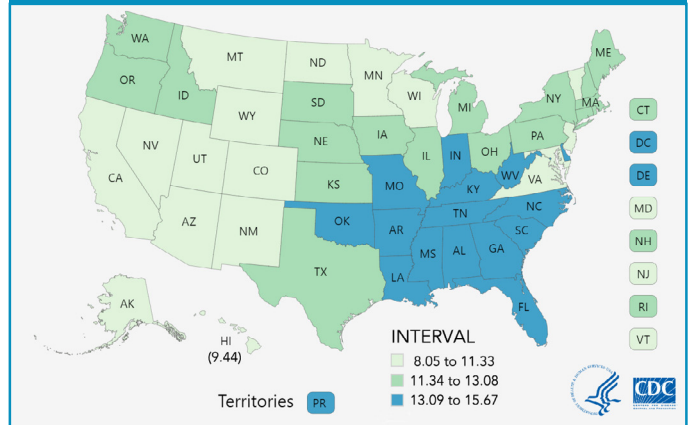 WA
MT
ND
MN
ME
OR
ID
SD
WI
MI
NY
MA
WY
CT
NE
IA
PA
IL
IN
OH
DC
NV
UT
CO
KS
MO
KY
WV
VA
DE
CA
MD
AZ
NM
OK
AR
TN
NC
SC
NH
TX
LA
MS
AL
GA
NJ
AK
FL
RI
HI
(9.44)
VT
INTERVAL
8.05 to 11.33
11.34 to 13.08
13.09 to 15.67
Territories PR
CDC